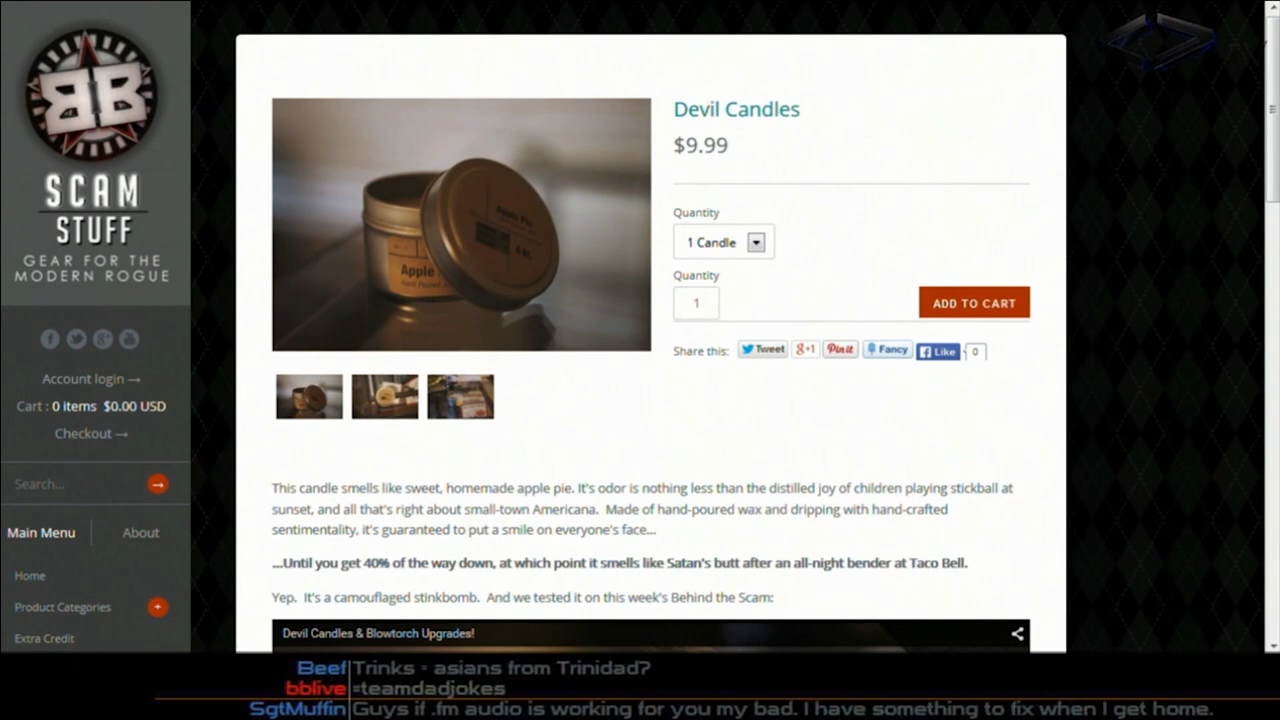 BB
SCAM
STUFF
GEAR FOR THE
MODERN ROGUE
Account login →
Cart : 0 items $0.00 USD
Checkout →
Search...
→
Main Menu
About
Home
Product Categories
+
Extra Credit
Apple Pie
4 oz.
Apple
Hand Poured
Devil Candles
$9.99
Quantity
1 Candle
Quantity
1
ADD TO CART
Share this:
Tweet
g+1
Pin it
Fancy
f Like
0
This candle smells like sweet, homemade apple pie. It's odor is nothing less than the distilled joy of children playing stickball at
sunset, and all that's right about small-town Americana. Made of hand-poured wax and dripping with hand-crafted
sentimentality, it's guaranteed to put a smile on everyone's face...
...Until you get 40% of the way down, at which point it smells like Satan's butt after an all-night bender at Taco Bell.
Yep. It's a camouflaged stinkbomb. And we tested it on this week's Behind the Scam:
Devil Candles & Blowtorch Upgrades!
Beef Trinks = asians from Trinidad?
bblive =teamdadjokes
SgtMuffin Guys if .fm audio is working for you my bad. I have something to fix when I get home.